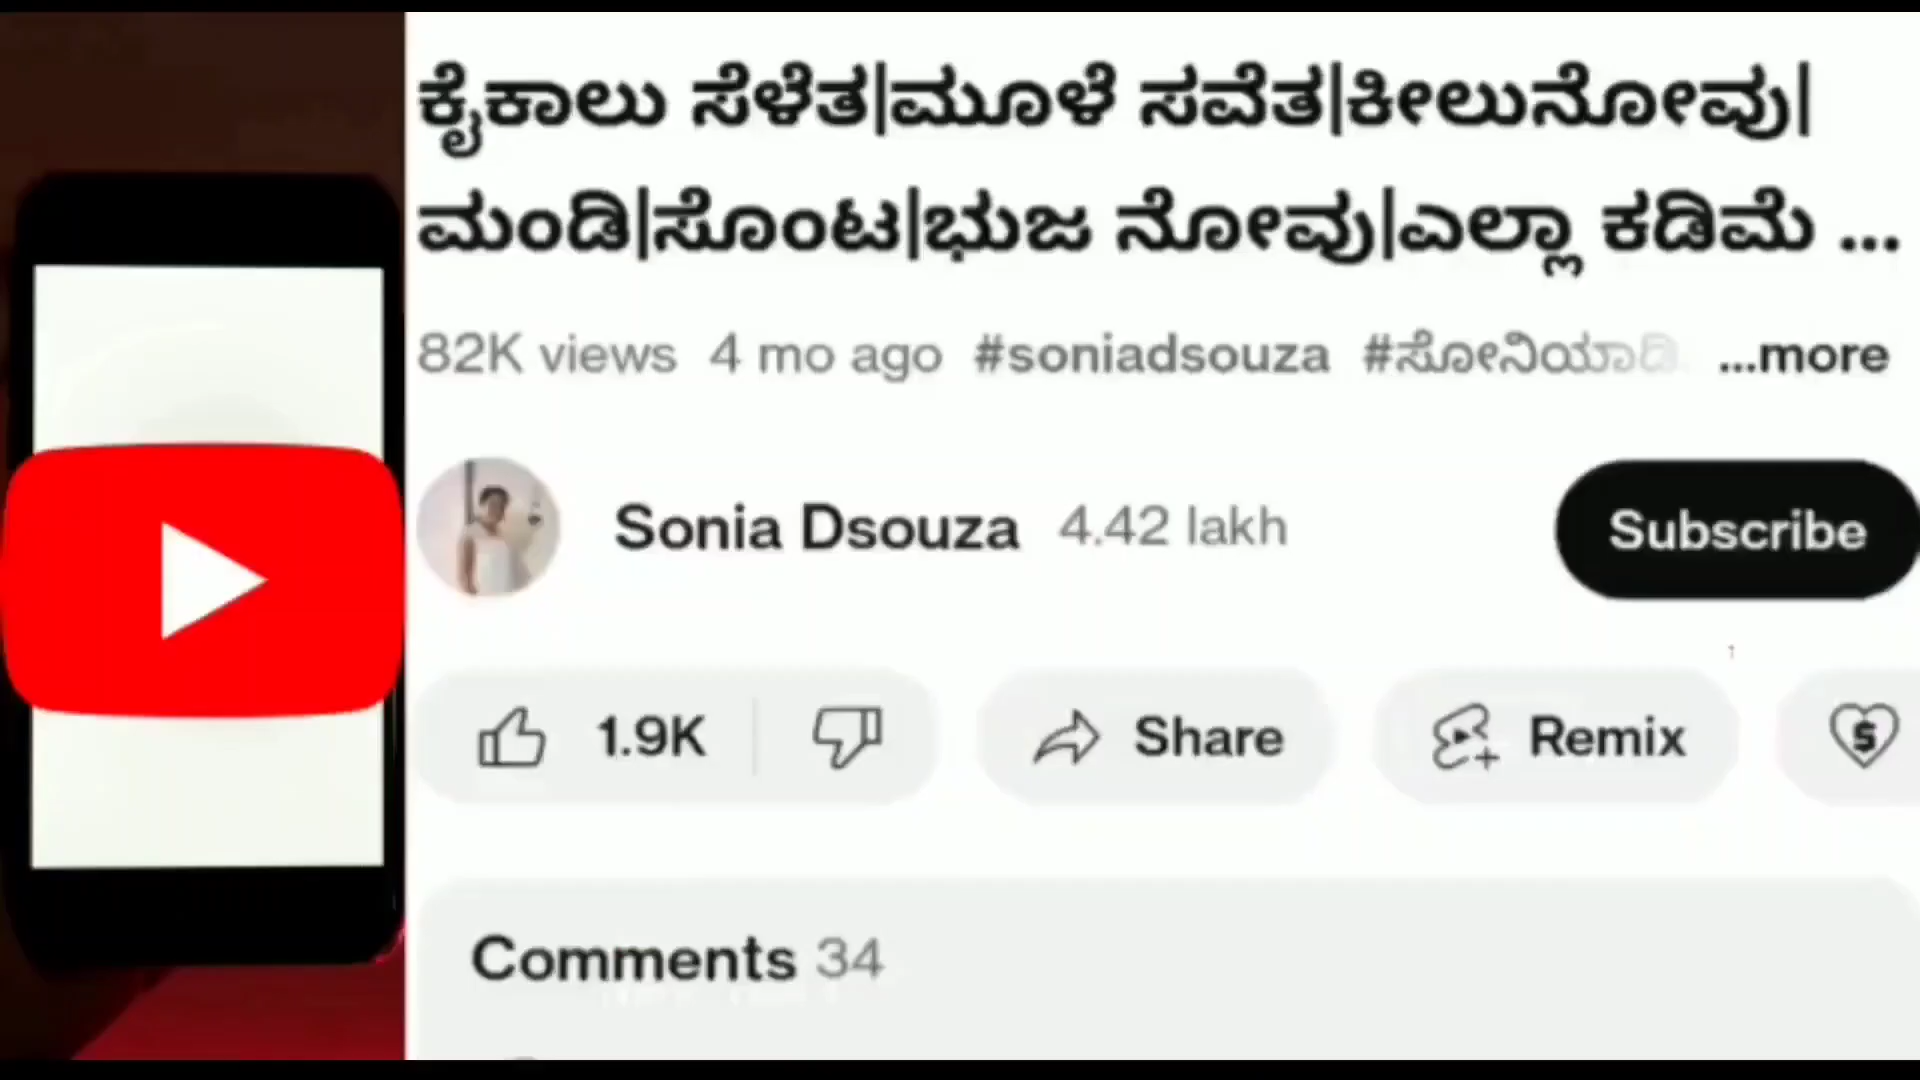 ಕೈಕಾಲು ಸೆಳೆತ|ಮೂಳೆ ಸವೆತ|ಕೀಲುನೋವು|
ಮಂಡಿ|ಸೊಂಟ|ಭುಜ ನೋವು|ಎಲ್ಲಾ ಕಡಿಮೆ ...
82K views 4 mo ago #soniadsouza #ಸೋನಿಯಾಡಿ ...more
Sonia Dsouza 4.42 lakh Subscribe
1.9K Share Remix
Comments 34